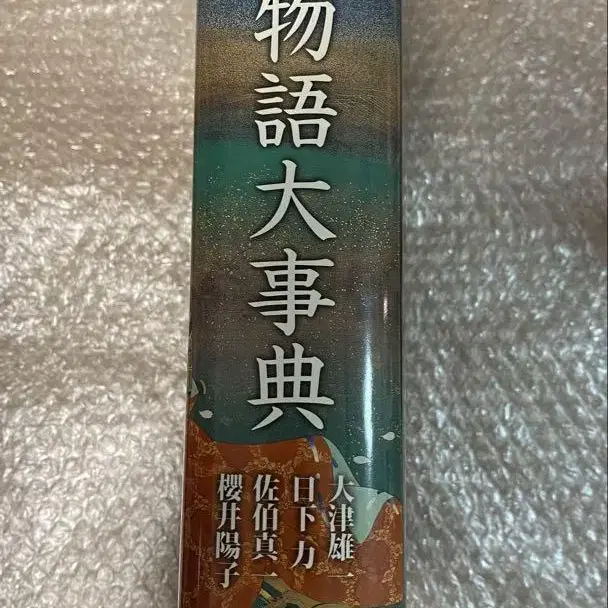 物語大事典
大津雄一
日下力
佐伯真一
櫻井陽子